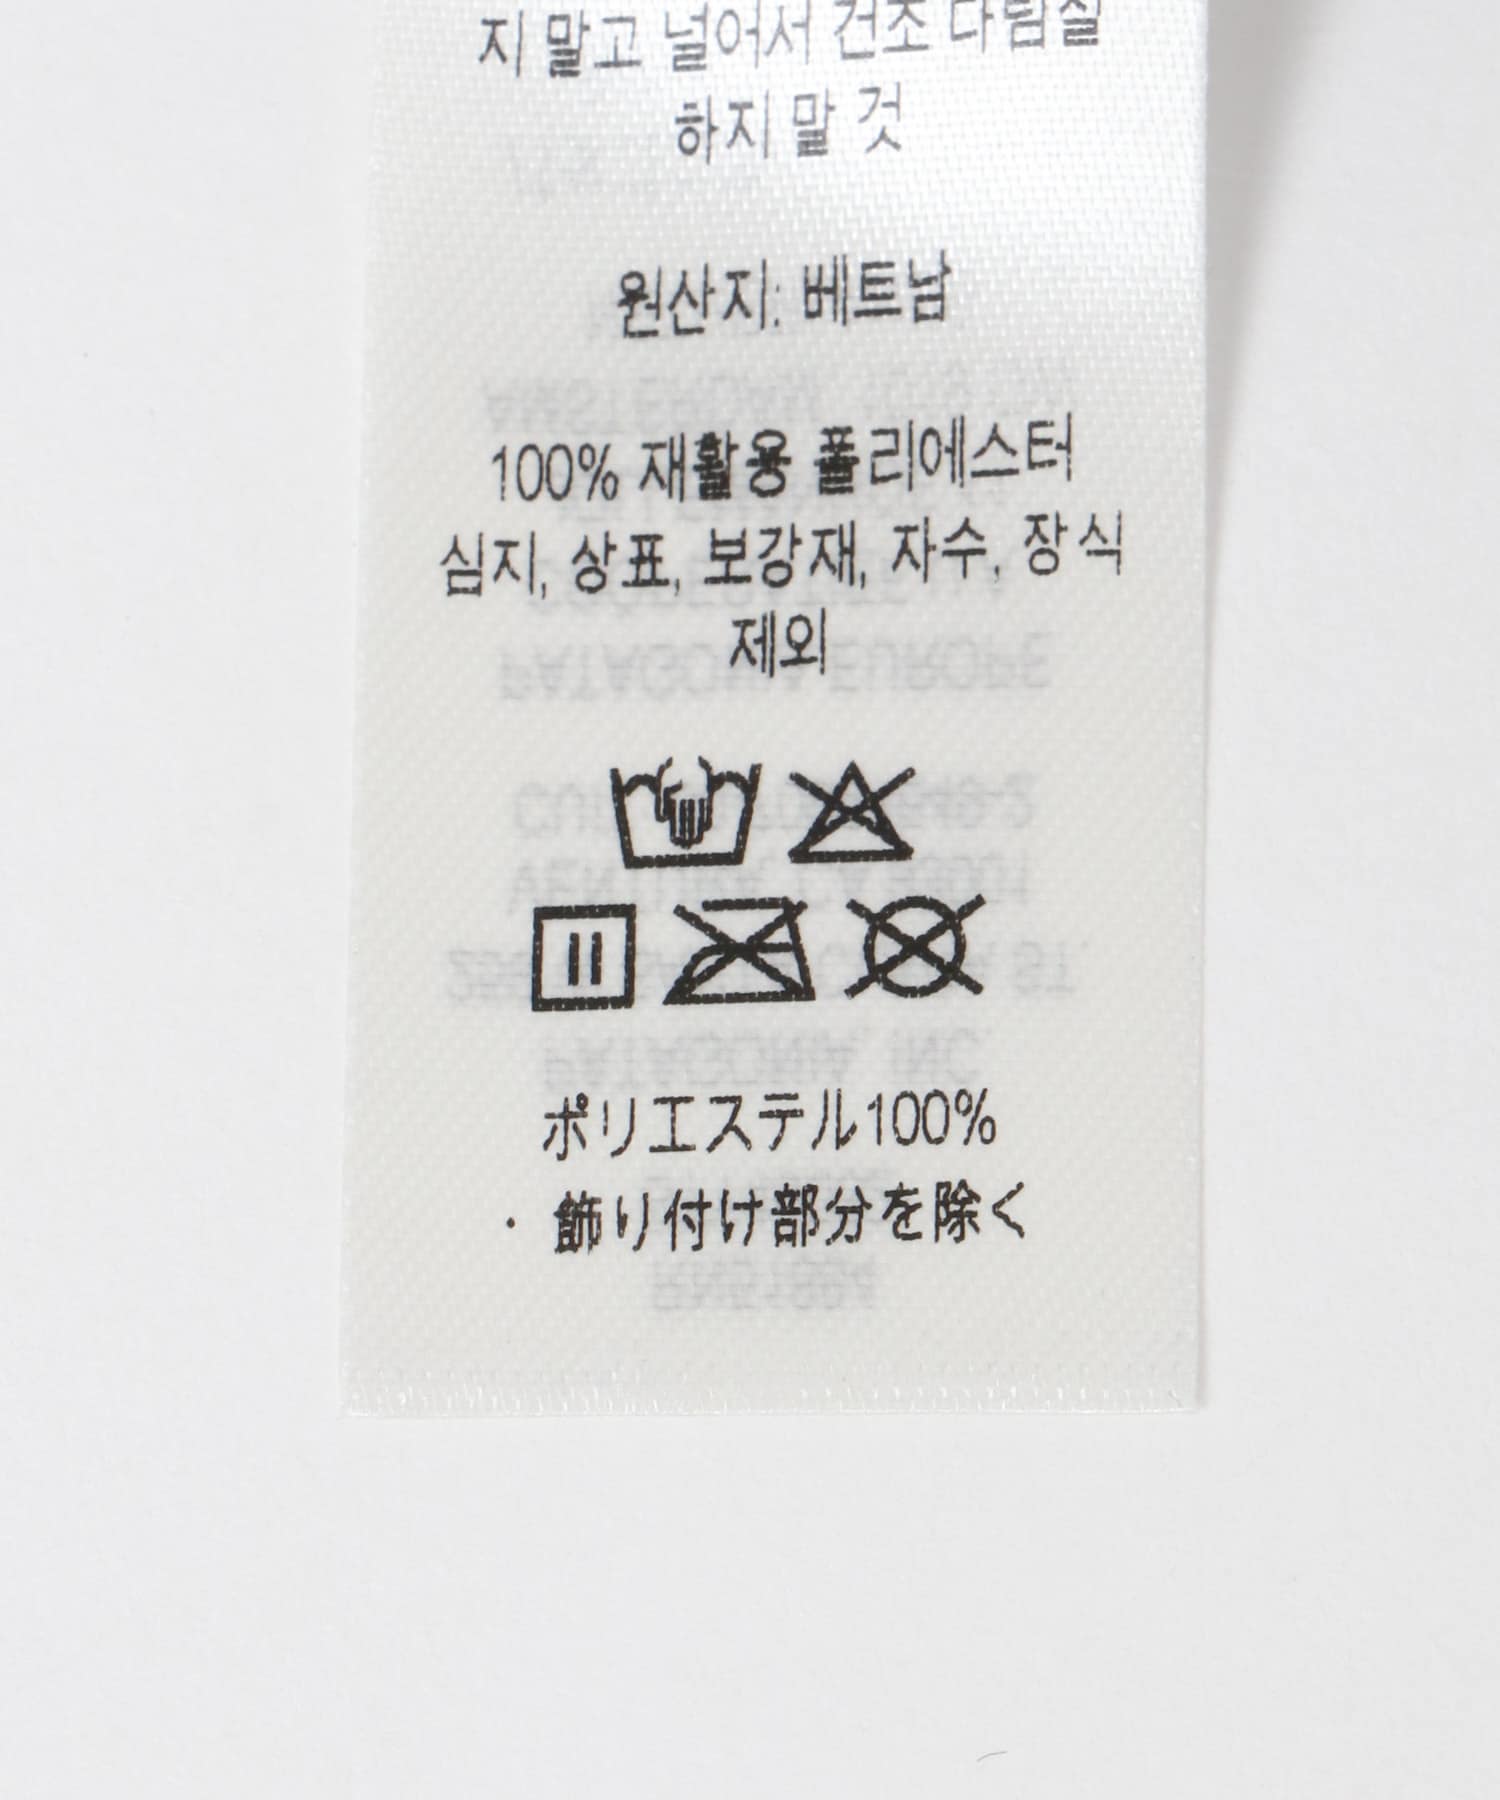 지 말고 널어서 건조 다림질
하지 말 것
원산지: 베트남
100% 재활용 폴리에스터
심지, 상표, 보강재, 자수, 장식
제외
ポリエステル100%
・飾り付け部分を除く